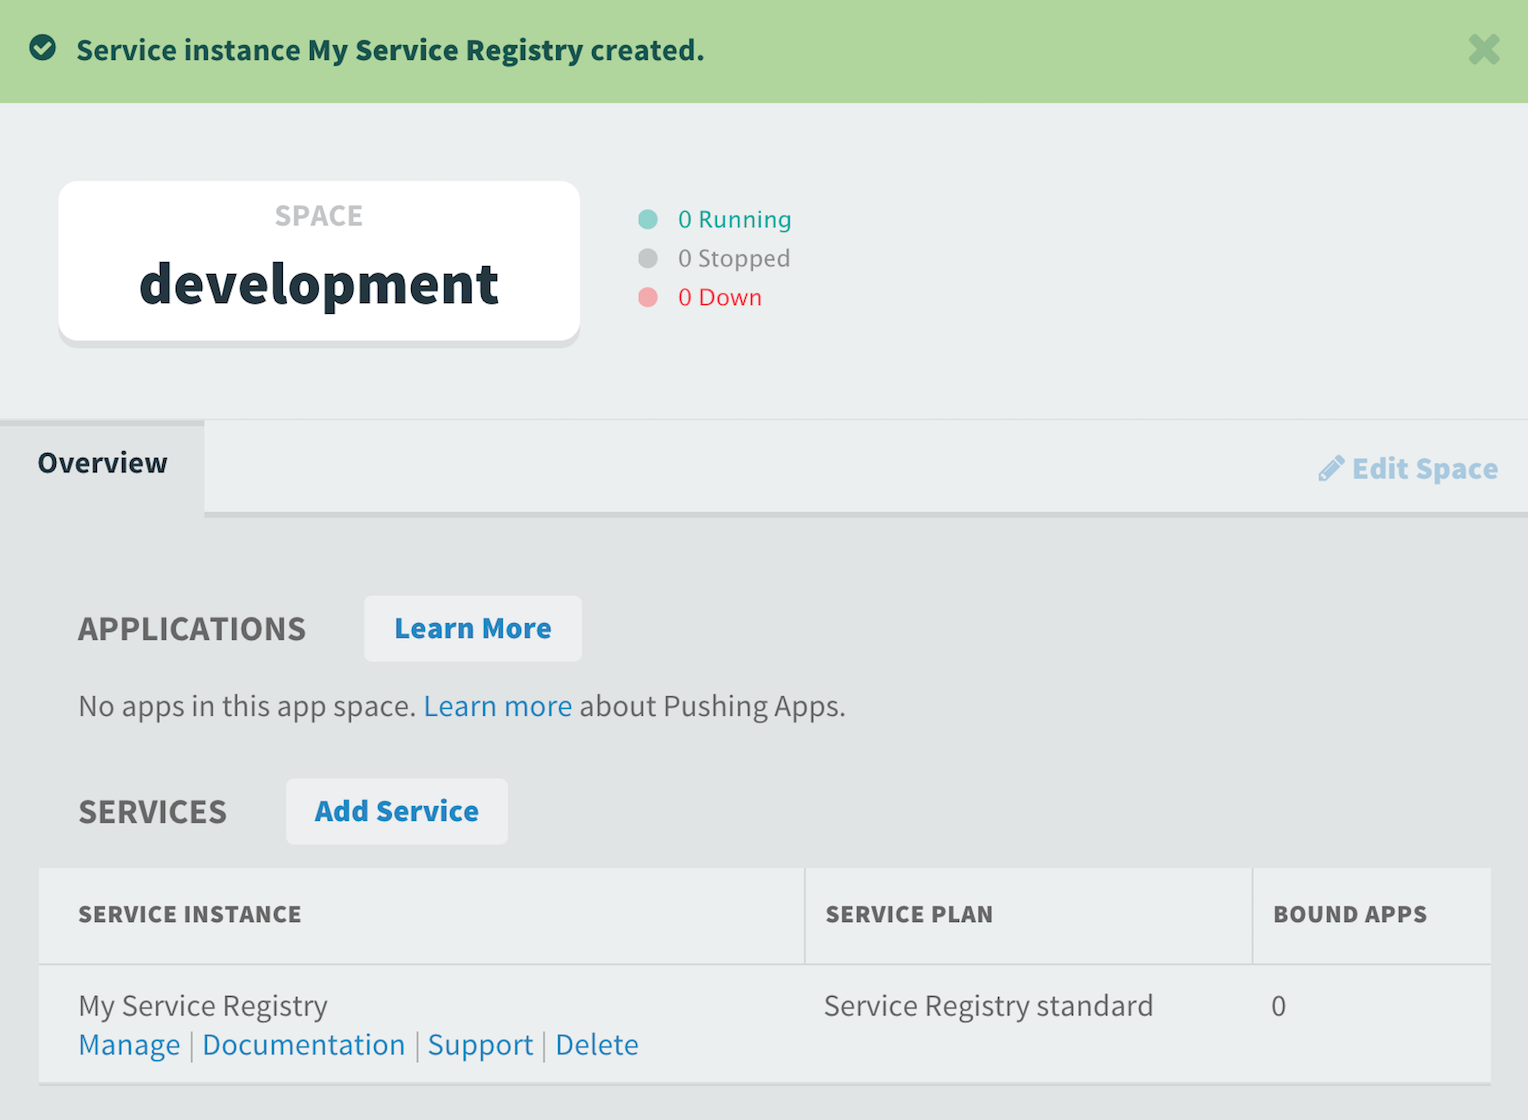 Service instance My Service Registry created.
SPACE
development
0 Running
0 Stopped
0 Down
Overview
Edit Space
APPLICATIONS
Learn More
No apps in this app space. Learn more about Pushing Apps.
SERVICES
Add Service
SERVICE INSTANCE SERVICE PLAN BOUND APPS
My Service Registry Service Registry standard 0
Manage | Documentation | Support | Delete